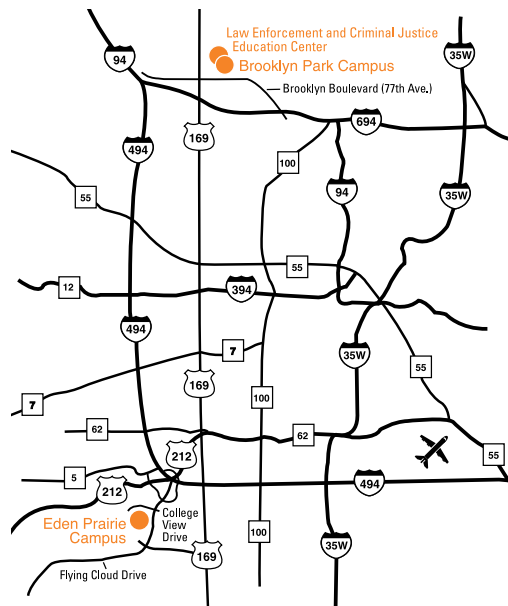 Law Enforcement and Criminal Justice
Education Center
Brooklyn Park Campus
Brooklyn Boulevard (77th Ave.)
94
35W
694
169
494
100
94
55
35W
55
12
394
494
7
35W
169
7
55
100
62
62
212
55
5
212
494
College
View
Drive
Eden Prairie
Campus
100
35W
169
Flying Cloud Drive